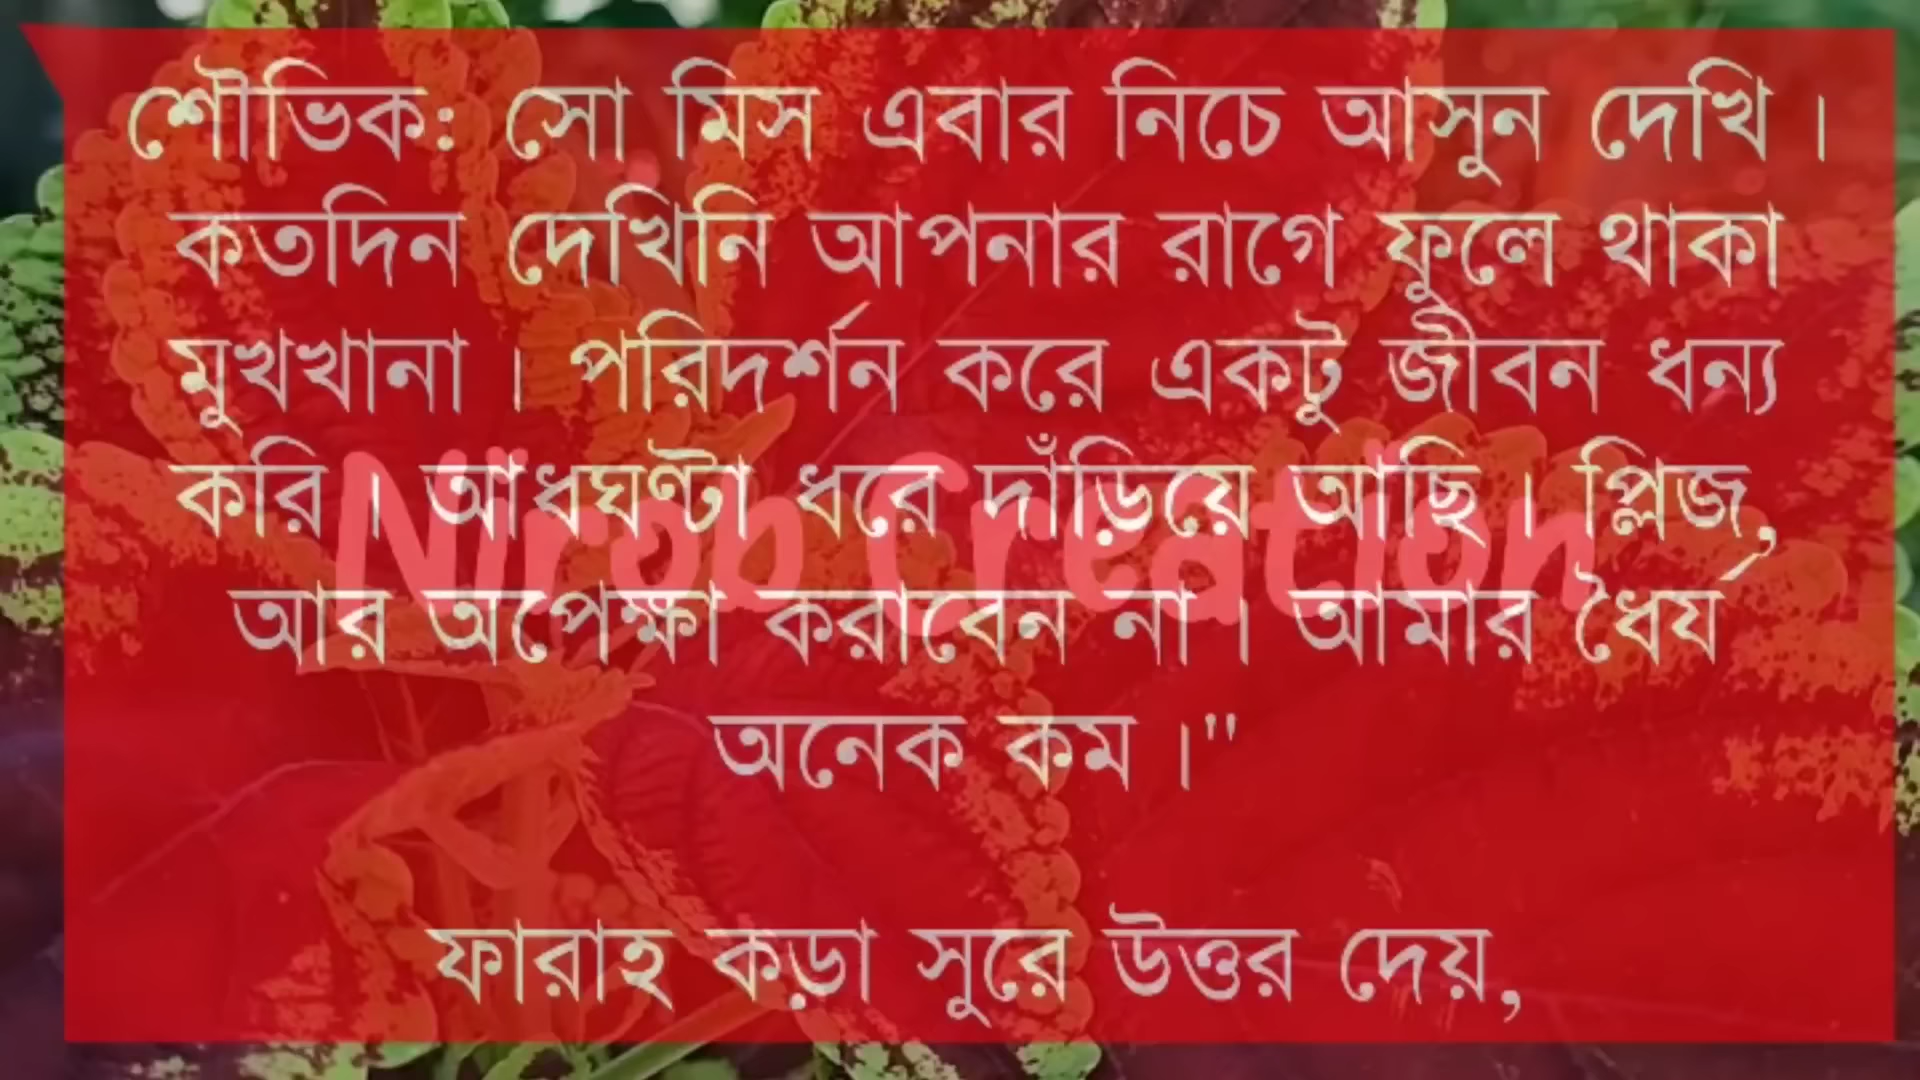 শৌভিক: সো মিস এবার নিচে আসুন দেখি ।
কতদিন দেখিনি আপনার রাগে ফুলে থাকা
মুখখানা । পরিদর্শন করে একটু জীবন ধন্য
করি । আধঘণ্টা ধরে দাঁড়িয়ে আছি । প্লিজ,
Nirob Creation
আর অপেক্ষা করাবেন না । আমার ধৈর্য
অনেক কম ।"
ফারাহ কড়া সুরে উত্তর দেয়,